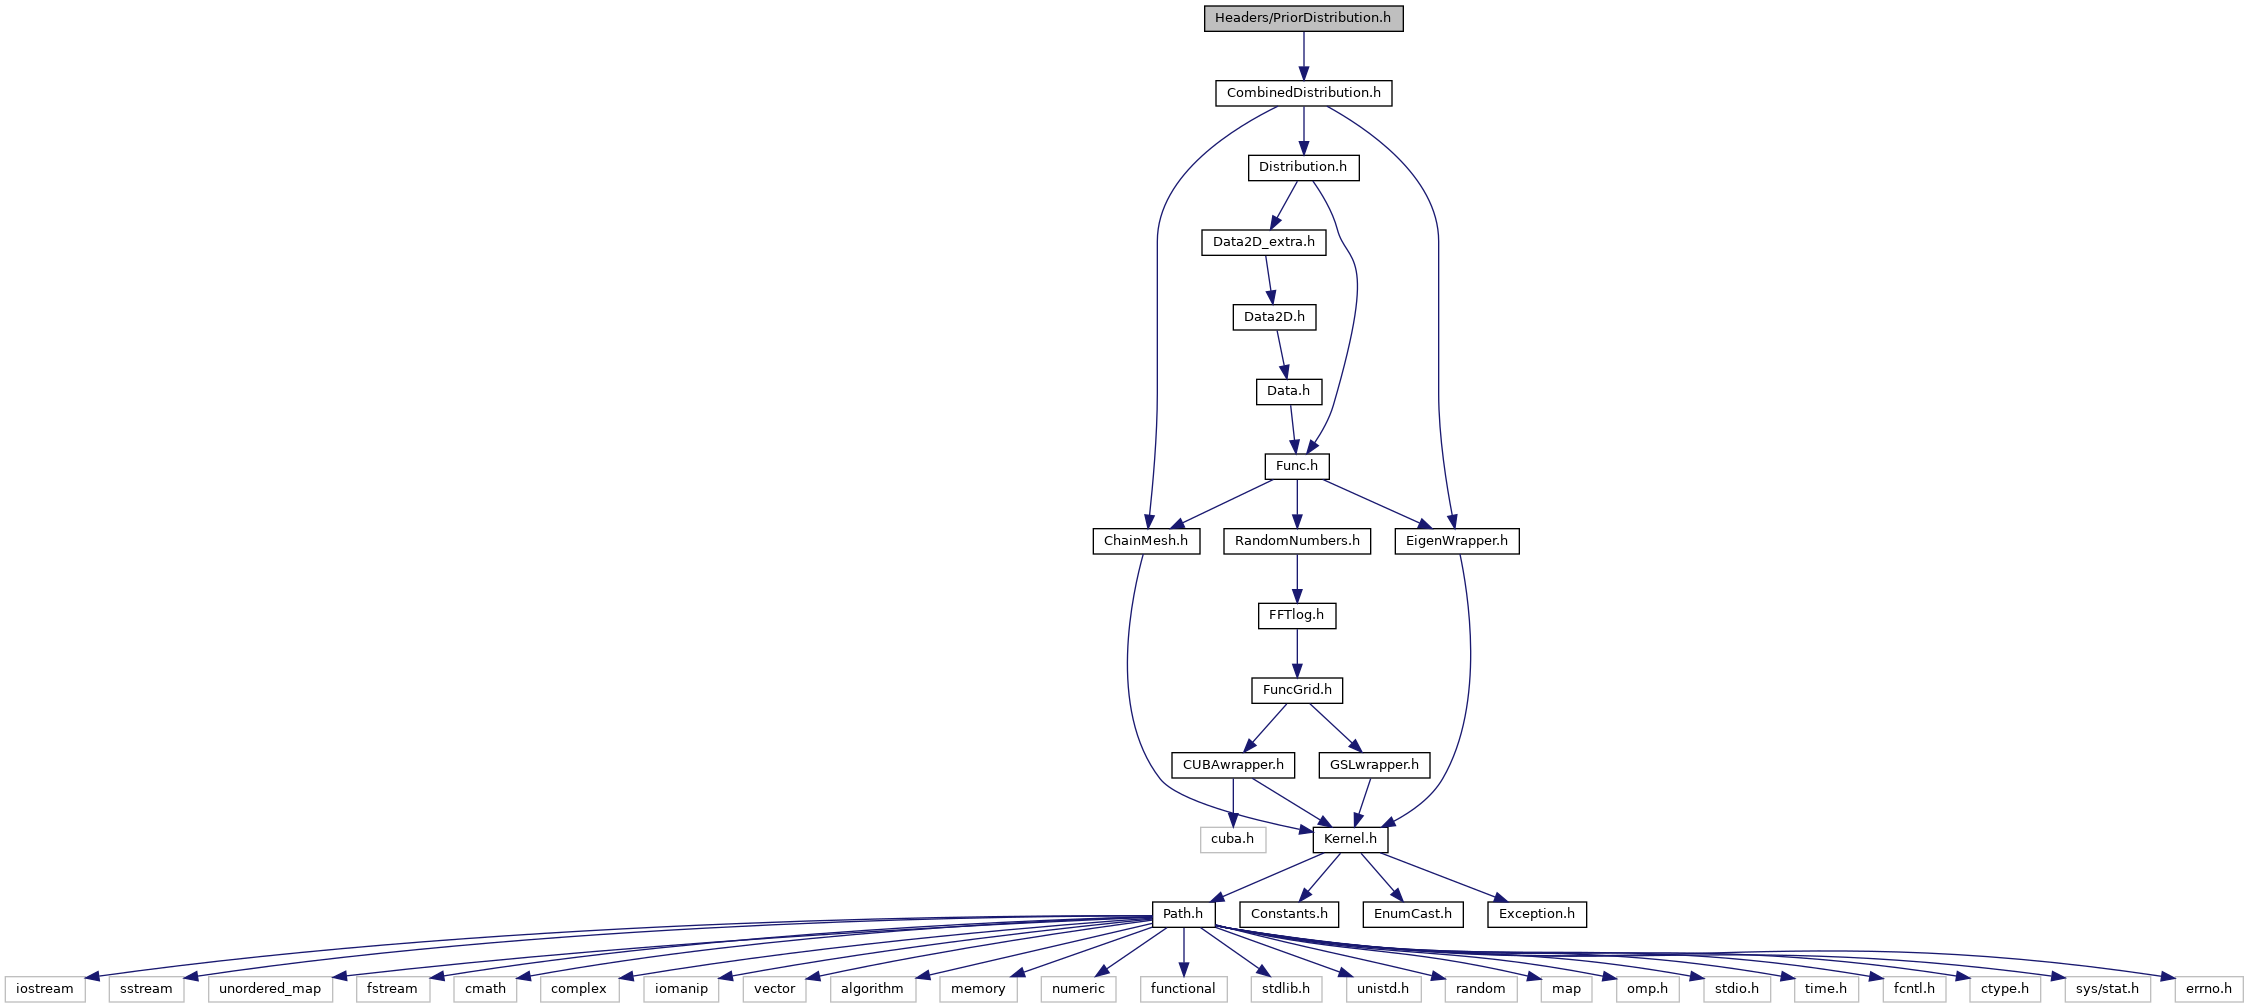 Headers/PriorDistribution.h
CombinedDistribution.h
Distribution.h
Data2D_extra.h
Data2D.h
Data.h
Func.h
ChainMesh.h
RandomNumbers.h
EigenWrapper.h
FFTlog.h
FuncGrid.h
CUBAwrapper.h
GSLwrapper.h
cuba.h
Kernel.h
Path.h
Constants.h
EnumCast.h
Exception.h
iostream
sstream
unordered_map
fstream
cmath
complex
iomanip
vector
algorithm
memory
numeric
functional
stdlib.h
unistd.h
random
map
omp.h
stdio.h
time.h
fcntl.h
ctype.h
sys/stat.h
errno.h